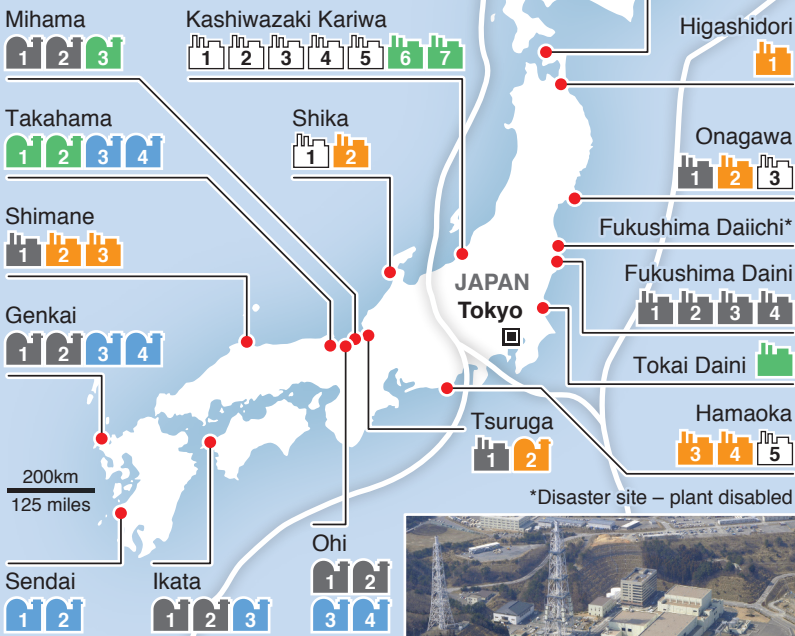 Mihama
1 2 3
Kashiwazaki Kariwa
1 2 3 4 5 6 7
Higashidori
1
Takahama
1 2 3 4
Shika
1 2
Onagawa
1 2 3
Shimane
1 2 3
Fukushima Daiichi*
Fukushima Daini
1 2 3 4
JAPAN
Tokyo
Genkai
1 2 3 4
Tokai Daini
Tsuruga
1 2
Hamaoka
3 4 5
200km
125 miles
*Disaster site – plant disabled
Sendai
1 2
Ikata
1 2 3
Ohi
1 2
3 4